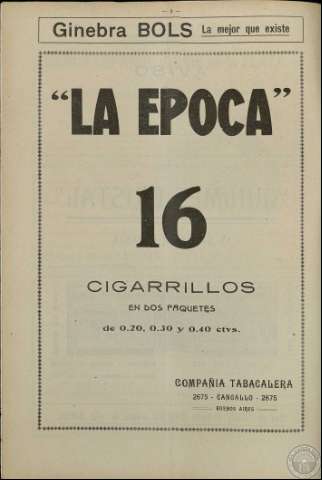 — 4 —
Ginebra BOLS La mejor que existe
"LA EPOCA"
16
CIGARRILLOS
EN DOS PAQUETES
de 0.20, 0.30 y 0.40 ctvs.
COMPAÑIA TABACALERA
2675 - CANGALLO - 2675
BUENOS AIRES